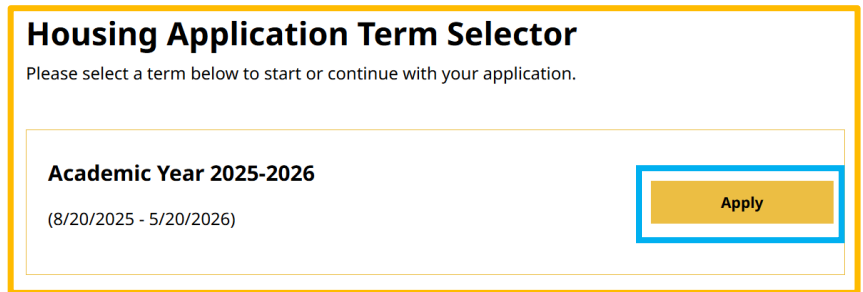 Housing Application Term Selector
Please select a term below to start or continue with your application.
Academic Year 2025-2026
(8/20/2025 - 5/20/2026)
Apply